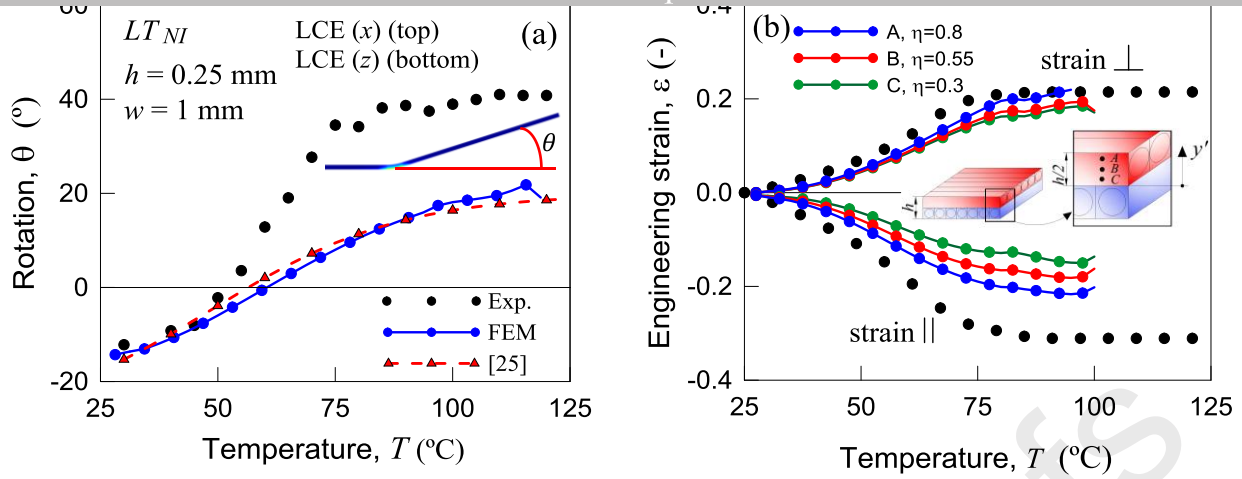 60
40
20
0
-20
25
50
75
100
125
Rotation, θ (º)
Temperature, T (ºC)
LT NI
h = 0.25 mm
w = 1 mm
LCE (x) (top)
LCE (z) (bottom)
(a)
θ
Exp.
FEM
[25]
0.4
0.2
0.0
-0.2
-0.4
25
50
75
100
125
Engineering strain, ε (-)
Temperature, T (ºC)
(b)
A, η=0.8
B, η=0.55
C, η=0.3
strain ⊥
strain ||
h
h/2
A
B
C
y'
fs